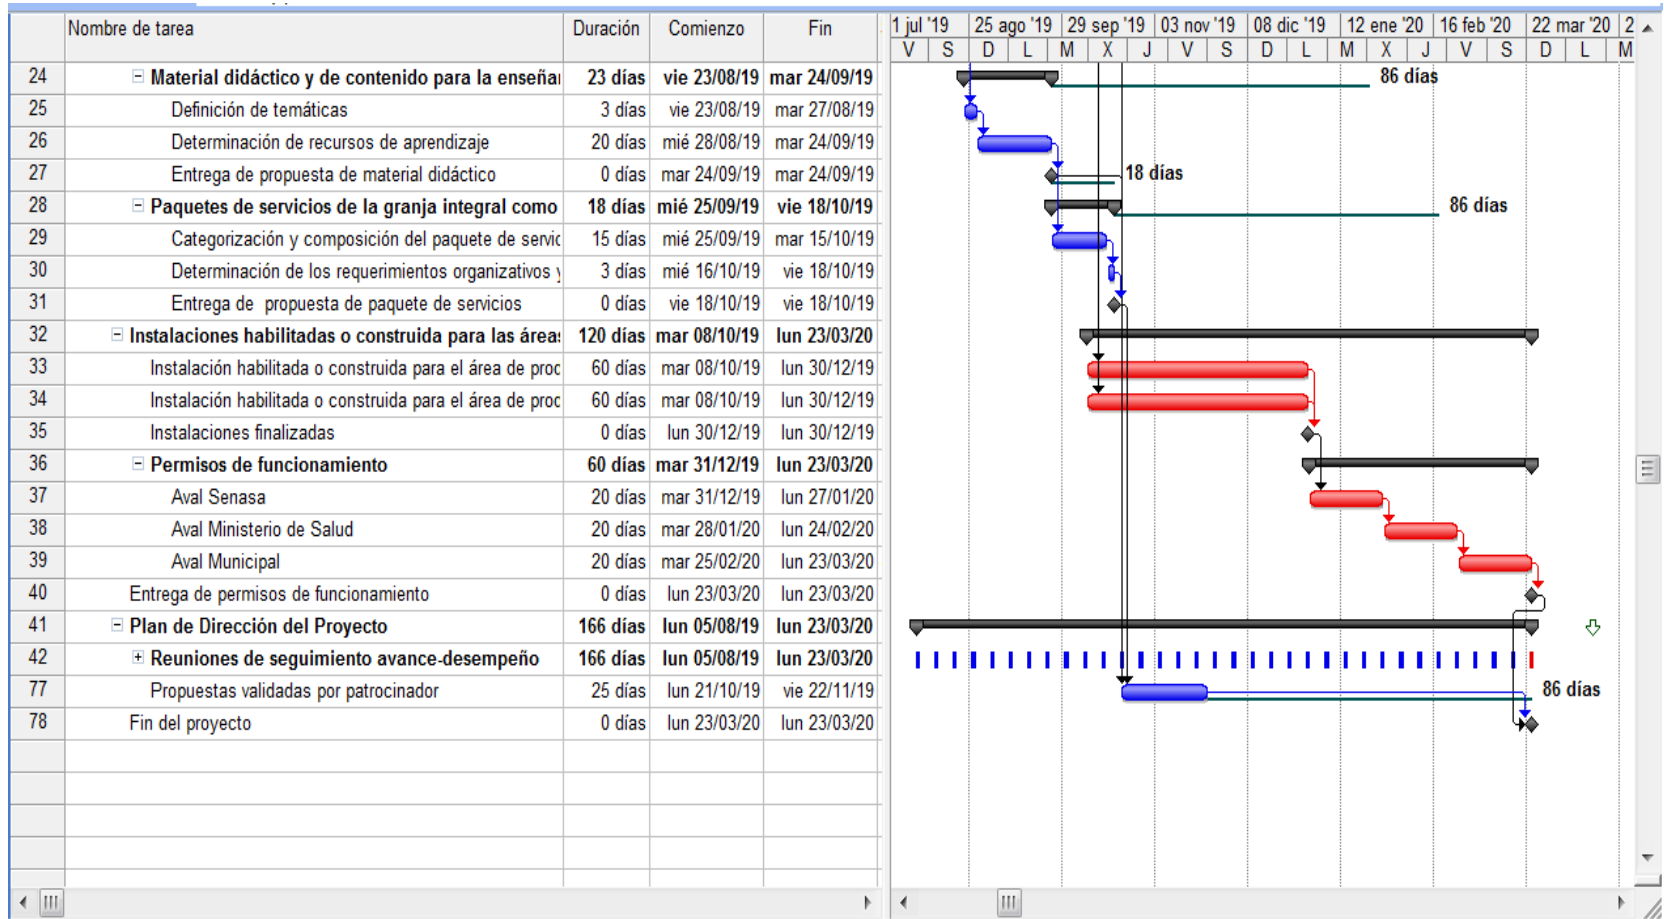 Nombre de tarea Duración Comienzo Fin 1 jul '19 25 ago '19 29 sep '19 03 nov '19 08 dic '19 12 ene '20 16 feb '20 22 mar '20 2
V S D L M X J V S D L M X J V S D L M
24 Material didáctico y de contenido para la enseñai 23 días vie 23/08/19 mar 24/09/19 86 días
25 Definición de temáticas 3 días vie 23/08/19 mar 27/08/19
26 Determinación de recursos de aprendizaje 20 días mié 28/08/19 mar 24/09/19
27 Entrega de propuesta de material didáctico 0 días mar 24/09/19 mar 24/09/19 18 días
28 Paquetes de servicios de la granja integral como 18 días mié 25/09/19 vie 18/10/19 86 días
29 Categorización y composición del paquete de servic 15 días mié 25/09/19 mar 15/10/19
30 Determinación de los requerimientos organizativos y 3 días mié 16/10/19 vie 18/10/19
31 Entrega de propuesta de paquete de servicios 0 días vie 18/10/19 vie 18/10/19
32 Instalaciones habilitadas o construida para las áreas 120 días mar 08/10/19 lun 23/03/20
33 Instalación habilitada o construida para el área de proc 60 días mar 08/10/19 lun 30/12/19
34 Instalación habilitada o construida para el área de proc 60 días mar 08/10/19 lun 30/12/19
35 Instalaciones finalizadas 0 días lun 30/12/19 lun 30/12/19
36 Permisos de funcionamiento 60 días mar 31/12/19 lun 23/03/20
37 Aval Senasa 20 días mar 31/12/19 lun 27/01/20
38 Aval Ministerio de Salud 20 días mar 28/01/20 lun 24/02/20
39 Aval Municipal 20 días mar 25/02/20 lun 23/03/20
40 Entrega de permisos de funcionamiento 0 días lun 23/03/20 lun 23/03/20
41 Plan de Dirección del Proyecto 166 días lun 05/08/19 lun 23/03/20
42 Reuniones de seguimiento avance-desempeño 166 días lun 05/08/19 lun 23/03/20
77 Propuestas validadas por patrocinador 25 días lun 21/10/19 vie 22/11/19 86 días
78 Fin del proyecto 0 días lun 23/03/20 lun 23/03/20